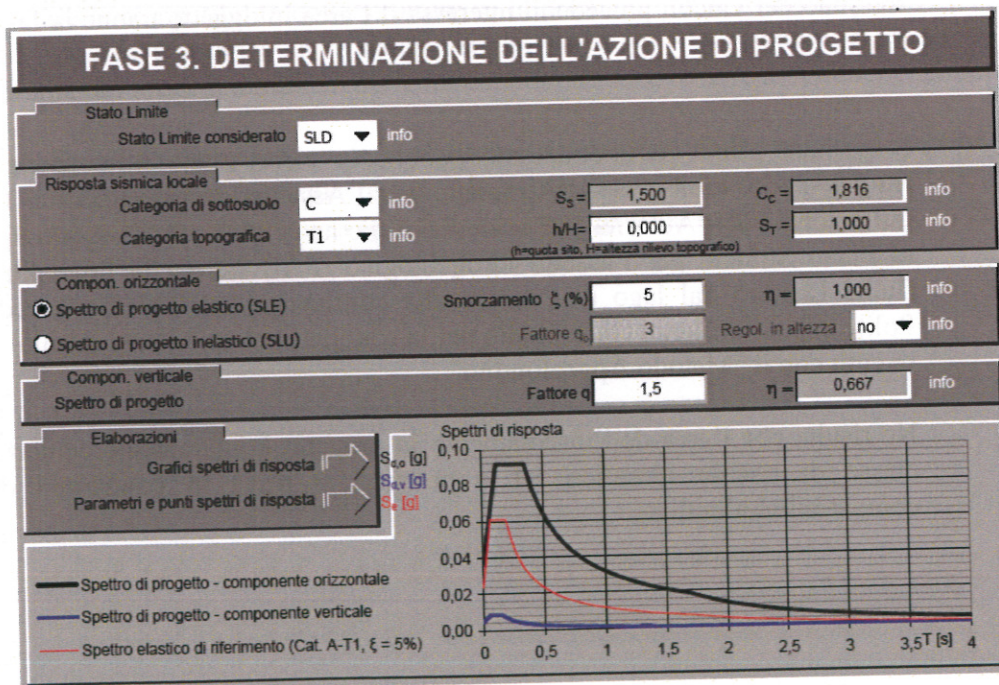 FASE 3. DETERMINAZIONE DELL'AZIONE DI PROGETTO
Stato Limite
Stato Limite considerato SLD info
Risposta sismica locale
Categoria di sottosuolo C info
S_S = 1,500 C_C = 1,816 info
Categoria topografica T1 info
h/H= 0,000 S_T = 1,000 info
(h=quota sito, H=altezza rilievo topografico)
Compon. orizzontale
Spettro di progetto elastico (SLE) Smorzamento ξ (%) 5 η = 1,000 info
Spettro di progetto inelastico (SLU) Fattore q_o 3 Regol. in altezza no info
Compon. verticale
Spettro di progetto Fattore q 1,5 η = 0,667 info
Elaborazioni
Grafici spettri di risposta
Parametri e punti spettri di risposta
Spettri di risposta
S_d,o [g]
S_d,v [g]
S_e [g]
0,10
0,08
0,06
0,04
0,02
0,00
0 0,5 1 1,5 2 2,5 3 3,5 T [s] 4
Spettro di progetto - componente orizzontale
Spettro di progetto - componente verticale
Spettro elastico di riferimento (Cat. A-T1, ξ = 5%)